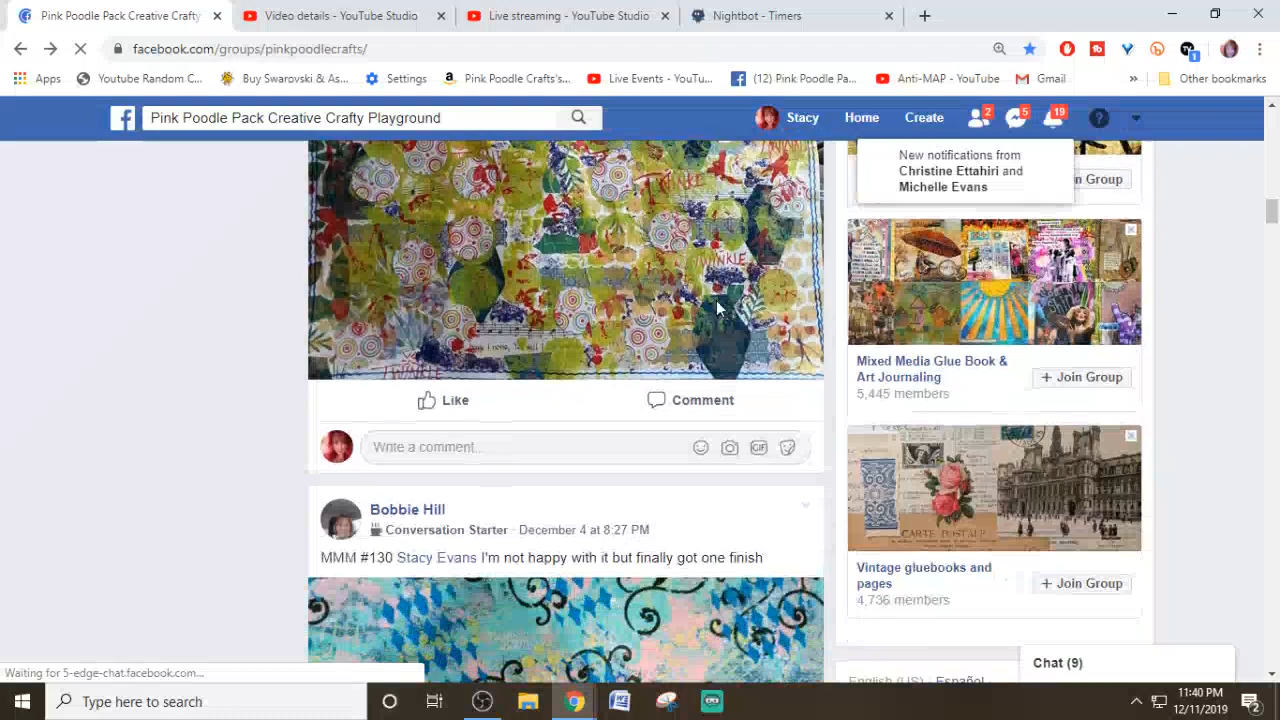 Pink Poodle Pack Creative Crafty
Video details - YouTube Studio
Live streaming - YouTube Studio
Nightbot - Timers
facebook.com/groups/pinkpoodlecrafts/
Apps
Youtube Random C...
Buy Swarovski & As...
Settings
Pink Poodle Crafts's...
Live Events - YouTu...
(12) Pink Poodle Pa...
Anti-MAP - YouTube
Gmail
Other bookmarks
Pink Poodle Pack Creative Crafty Playground
Stacy
Home
Create
2
5
19
New notifications from
Christine Ettahiri and
Michelle Evans
Join Group
TWINKLE
TWINKLE
Like
Comment
Write a comment...
GIF
Mixed Media Glue Book &
Art Journaling
+ Join Group
5,445 members
CARTE POSTALE
Vintage gluebooks and
pages
+ Join Group
4,736 members
Bobbie Hill
Conversation Starter · December 4 at 8:27 PM
MMM #130 Stacy Evans I'm not happy with it but finally got one finish
English (US) · Español ·
Chat (9)
Waiting for 5-edge-chat.facebook.com...
Type here to search
11:40 PM
12/11/2019
2